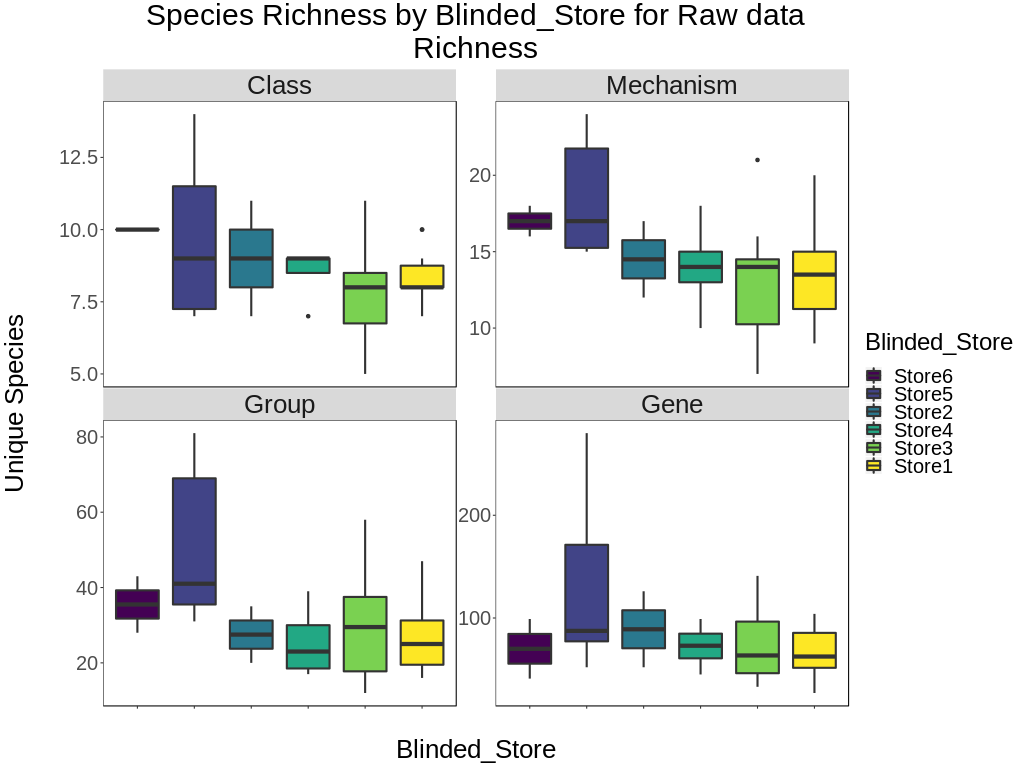 Species Richness by Blinded_Store for Raw data
Richness
Class
Mechanism
12.5
10.0
7.5
5.0
20
15
10
Group
Gene
80
60
40
20
200
100
Unique Species
Blinded_Store
Blinded_Store
Store6
Store5
Store2
Store4
Store3
Store1